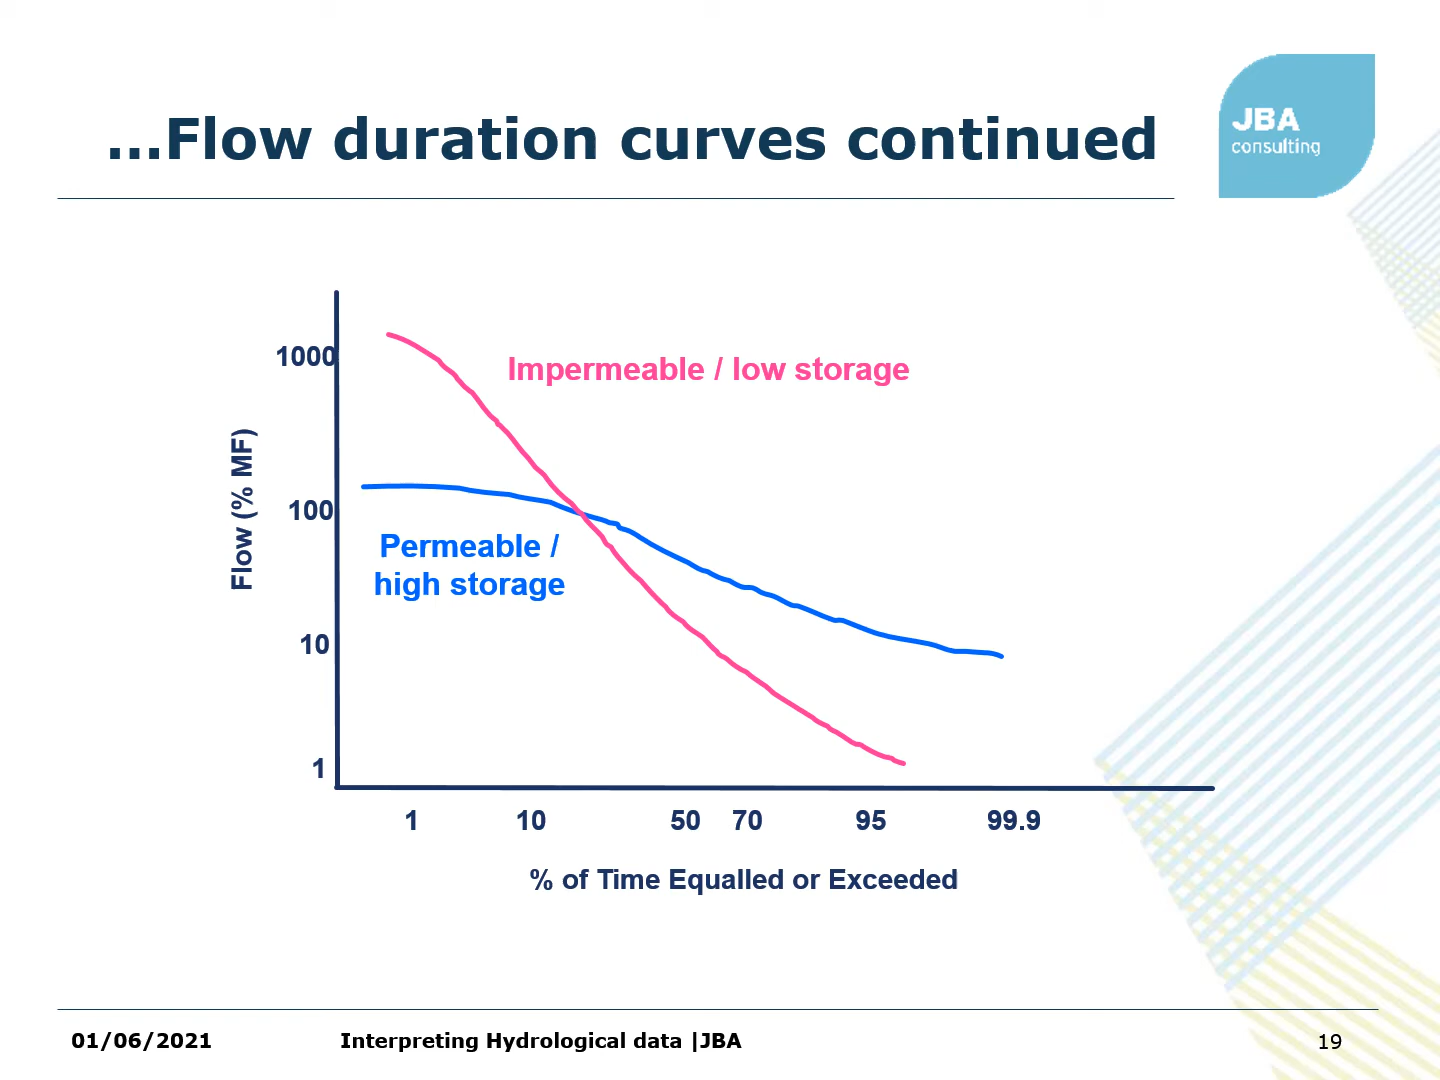 ...Flow duration curves continued
JBA
consulting
1000
Impermeable / low storage
Flow (% MF)
100
Permeable /
high storage
10
1
1 10 50 70 95 99.9
% of Time Equalled or Exceeded
01/06/2021 Interpreting Hydrological data |JBA 19